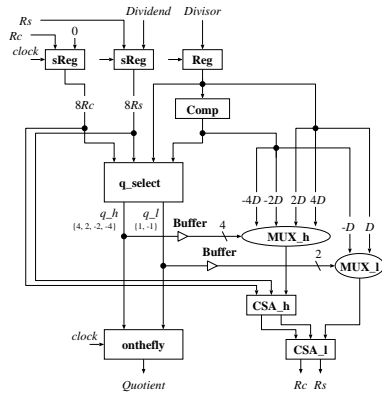 Dividend Divisor
Rs
Rc 0
clock
sReg sReg Reg
8Rc 8Rs Comp
q_select
-4D -2D 2D 4D -D D
q_h q_l
{4, 2, -2, -4} {1, -1}
Buffer 4 MUX_h
Buffer 2 MUX_l
CSA_h
clock onthefly CSA_l
Quotient Rc Rs